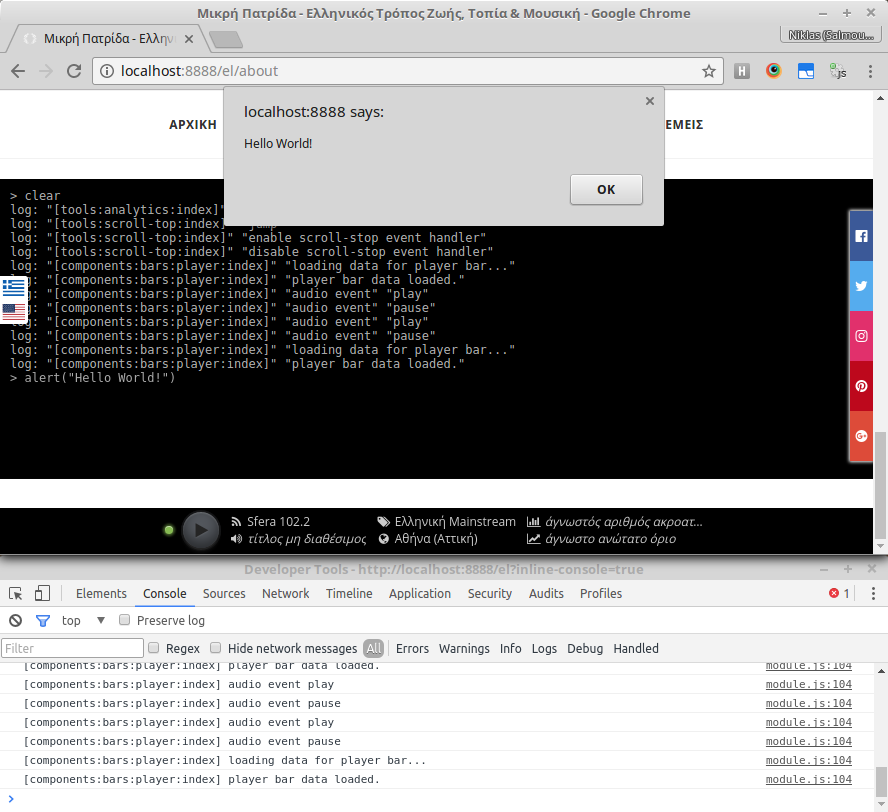 Μικρή Πατρίδα - Ελληνικός Τρόπος Ζωής, Τοπία & Μουσική - Google Chrome
Μικρή Πατρίδα - Ελλην
Niklas (Salmou...
localhost:8888/el/about
H
js
ΑΡΧΙΚΗ
ΕΜΕΙΣ
localhost:8888 says:
Hello World!
OK
> clear
log: "[tools:analytics:index]"
log: "[tools:scroll-top:index]" "jump"
log: "[tools:scroll-top:index]" "enable scroll-stop event handler"
log: "[tools:scroll-top:index]" "disable scroll-stop event handler"
log: "[components:bars:player:index]" "loading data for player bar..."
log: "[components:bars:player:index]" "player bar data loaded."
log: "[components:bars:player:index]" "audio event" "play"
log: "[components:bars:player:index]" "audio event" "pause"
log: "[components:bars:player:index]" "audio event" "play"
log: "[components:bars:player:index]" "audio event" "pause"
log: "[components:bars:player:index]" "loading data for player bar..."
log: "[components:bars:player:index]" "player bar data loaded."
> alert("Hello World!")
Sfera 102.2 Ελληνική Mainstream άγνωστός αριθμός ακροατ...
τίτλος μη διαθέσιμος Αθήνα (Αττική) άγνωστο ανώτατο όριο
Developer Tools - http://localhost:8888/el?inline-console=true
Elements Console Sources Network Timeline Application Security Audits Profiles 1
top Preserve log
Filter Regex Hide network messages All Errors Warnings Info Logs Debug Handled
[components:bars:player:index] player bar data loaded. module.js:104
[components:bars:player:index] audio event play module.js:104
[components:bars:player:index] audio event pause module.js:104
[components:bars:player:index] audio event play module.js:104
[components:bars:player:index] audio event pause module.js:104
[components:bars:player:index] loading data for player bar... module.js:104
[components:bars:player:index] player bar data loaded. module.js:104
>